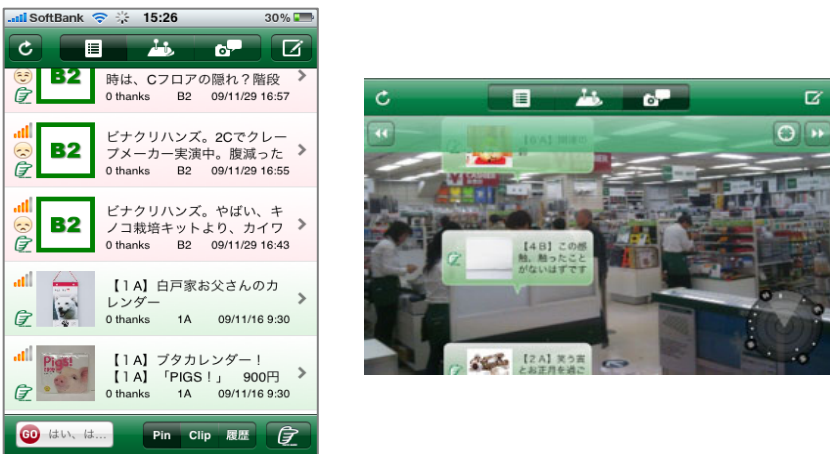 SoftBank 15:26 30%
B2
時は、Cフロアの隠れ?階段
0 thanks B2 09/11/29 16:57
B2
ビナクリハンズ。2Cでクレー
プメーカー実演中。腹減った
0 thanks B2 09/11/29 16:55
B2
ビナクリハンズ。やばい、キ
ノコ栽培キットより、カイワ
0 thanks B2 09/11/29 16:43
【1A】白戸家お父さんのカ
レンダー
0 thanks 1A 09/11/16 9:30
Pigs!
【1A】ブタカレンダー!
【1A】「PIGS!」 900円
0 thanks 1A 09/11/16 9:30
GO はい、は...
Pin Clip 履歴
【4B】この感
触。触ったこと
がないはずです
【2A】笑う寅
とお正月を過ご